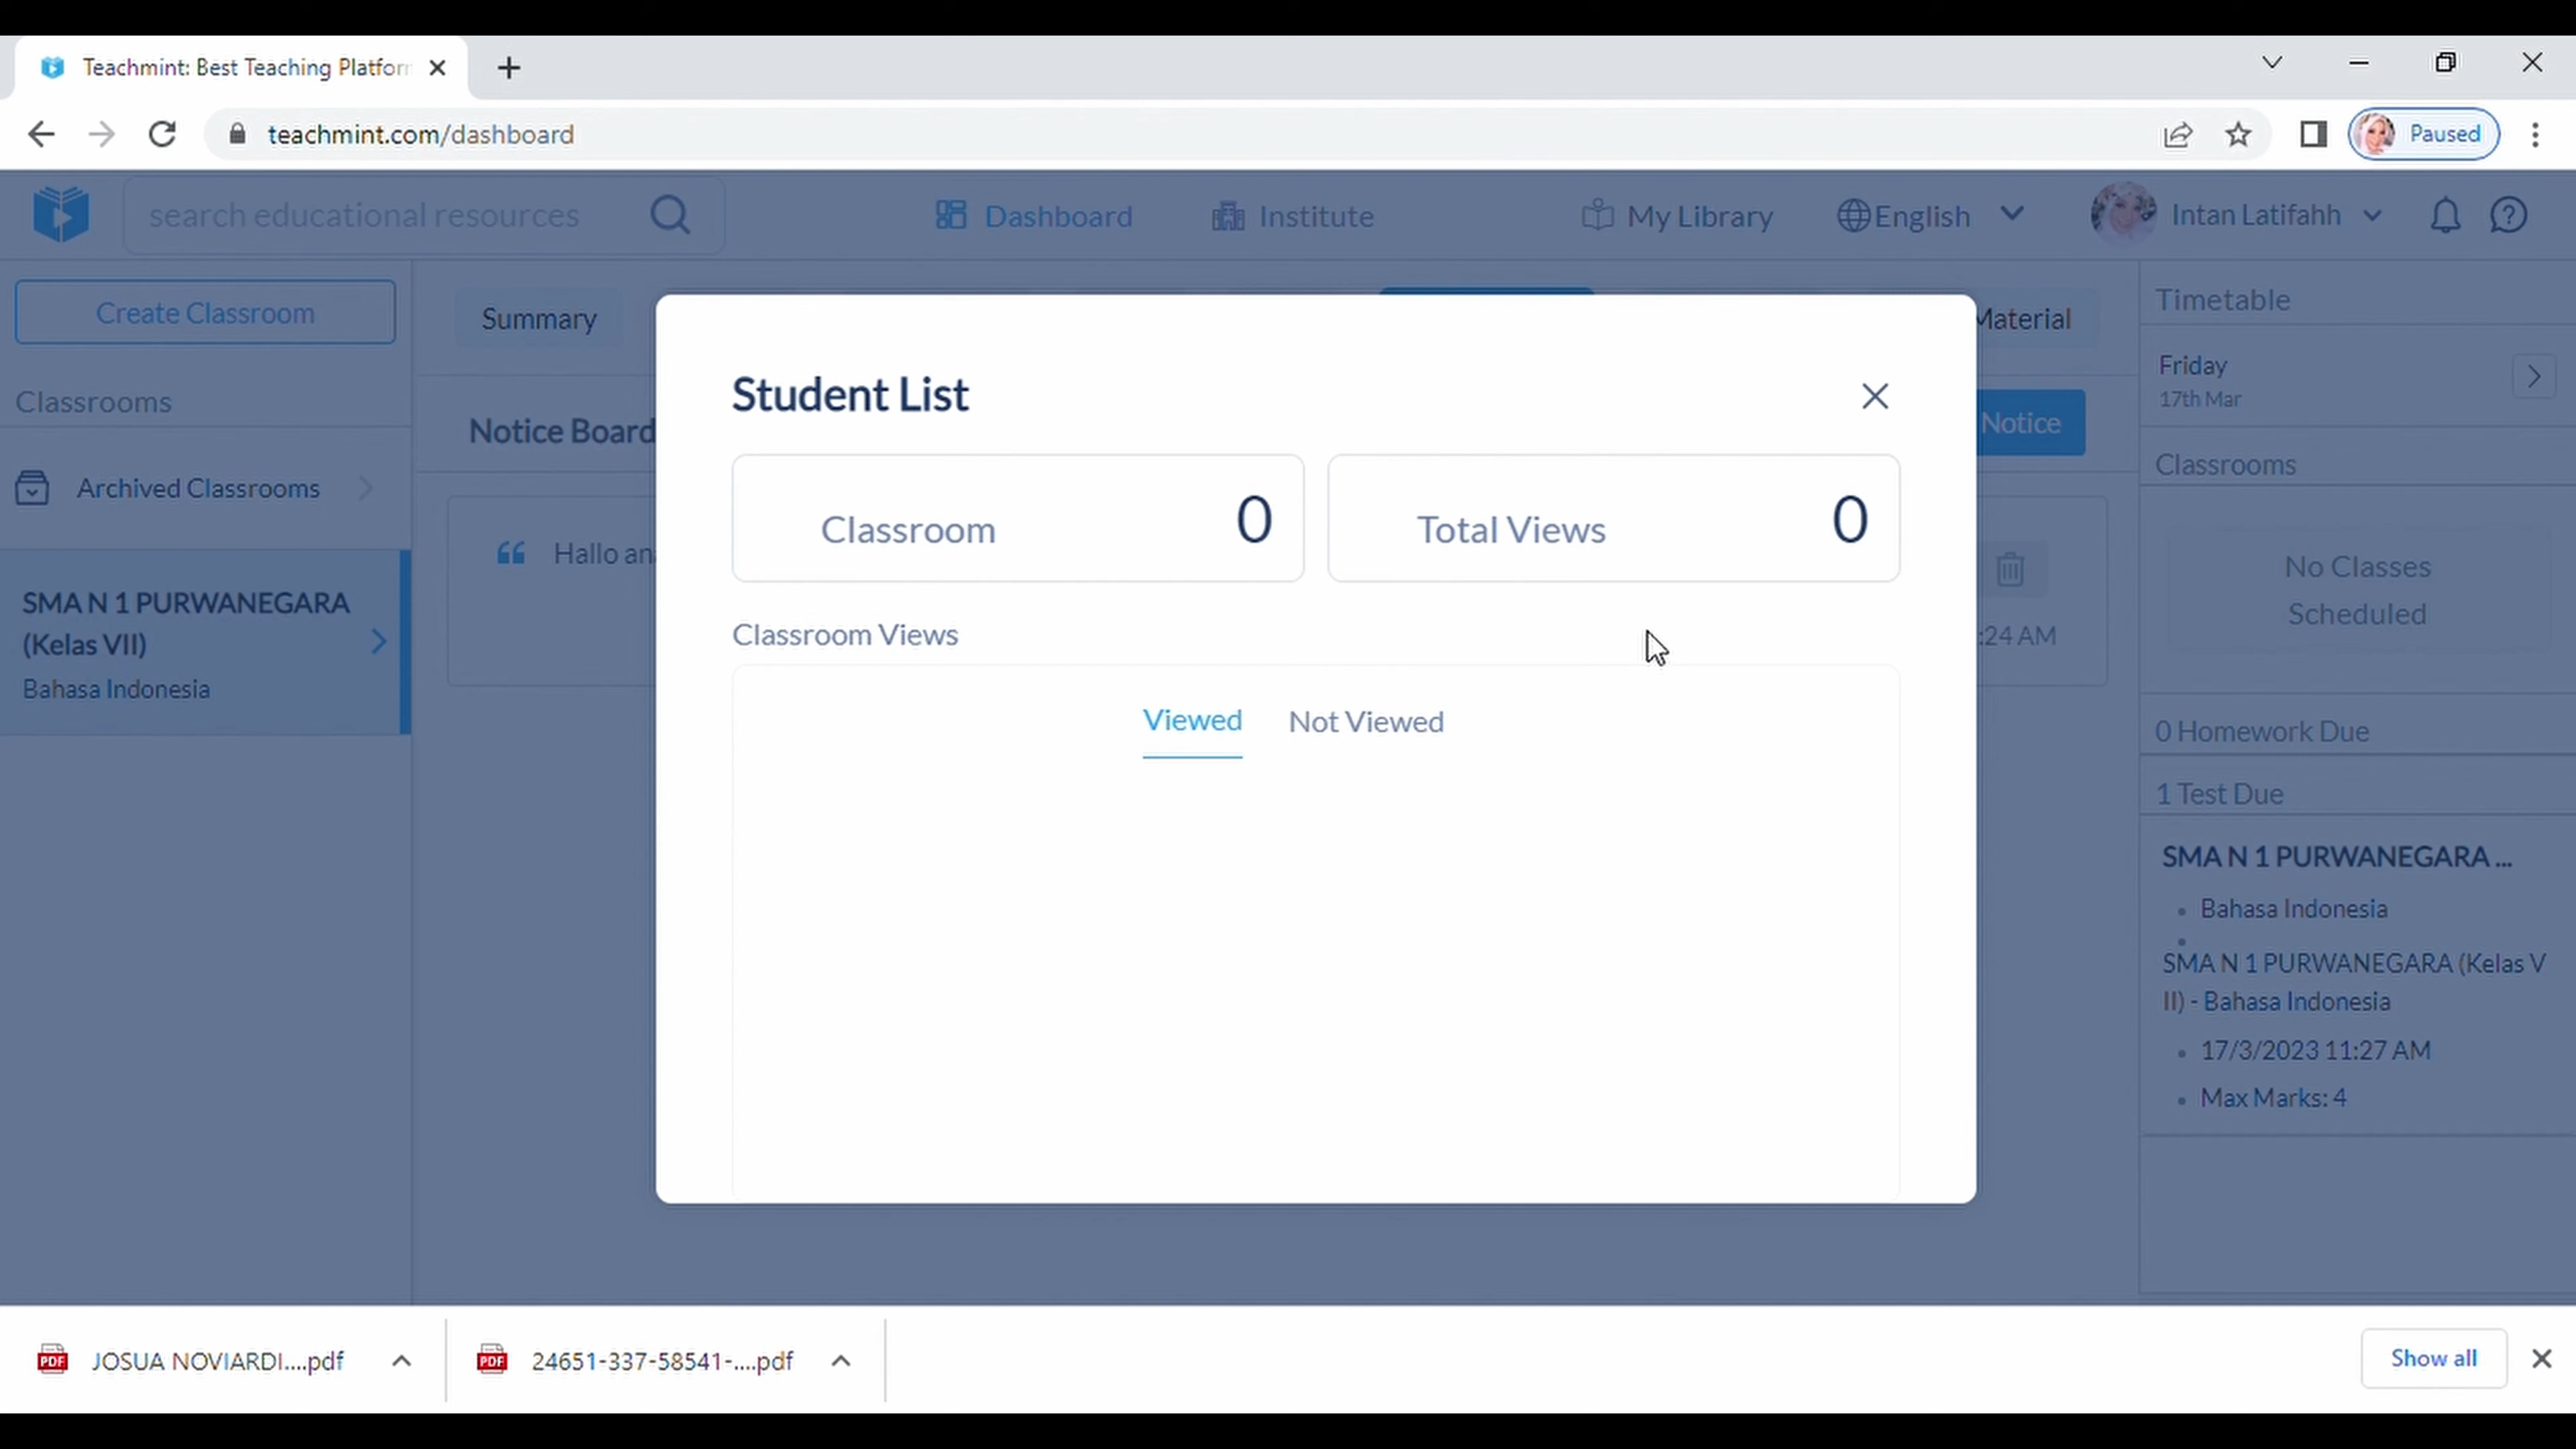 Teachmint: Best Teaching Platfor
teachmint.com/dashboard
Paused
search educational resources
Dashboard
Institute
My Library
English
Intan Latifahh
Create Classroom
Classrooms
Archived Classrooms
SMA N 1 PURWANEGARA
(Kelas VII)
Bahasa Indonesia
Summary
Material
Notice Board
Notice
Hallo ana
:24 AM
Student List
Classroom 0
Total Views 0
Classroom Views
Viewed
Not Viewed
Timetable
Friday
17th Mar
Classrooms
No Classes
Scheduled
0 Homework Due
1 Test Due
SMA N 1 PURWANEGARA ...
Bahasa Indonesia
SMA N 1 PURWANEGARA (Kelas V
II) - Bahasa Indonesia
17/3/2023 11:27 AM
Max Marks: 4
PDF JOSUA NOVIARDI....pdf
PDF 24651-337-58541-....pdf
Show all